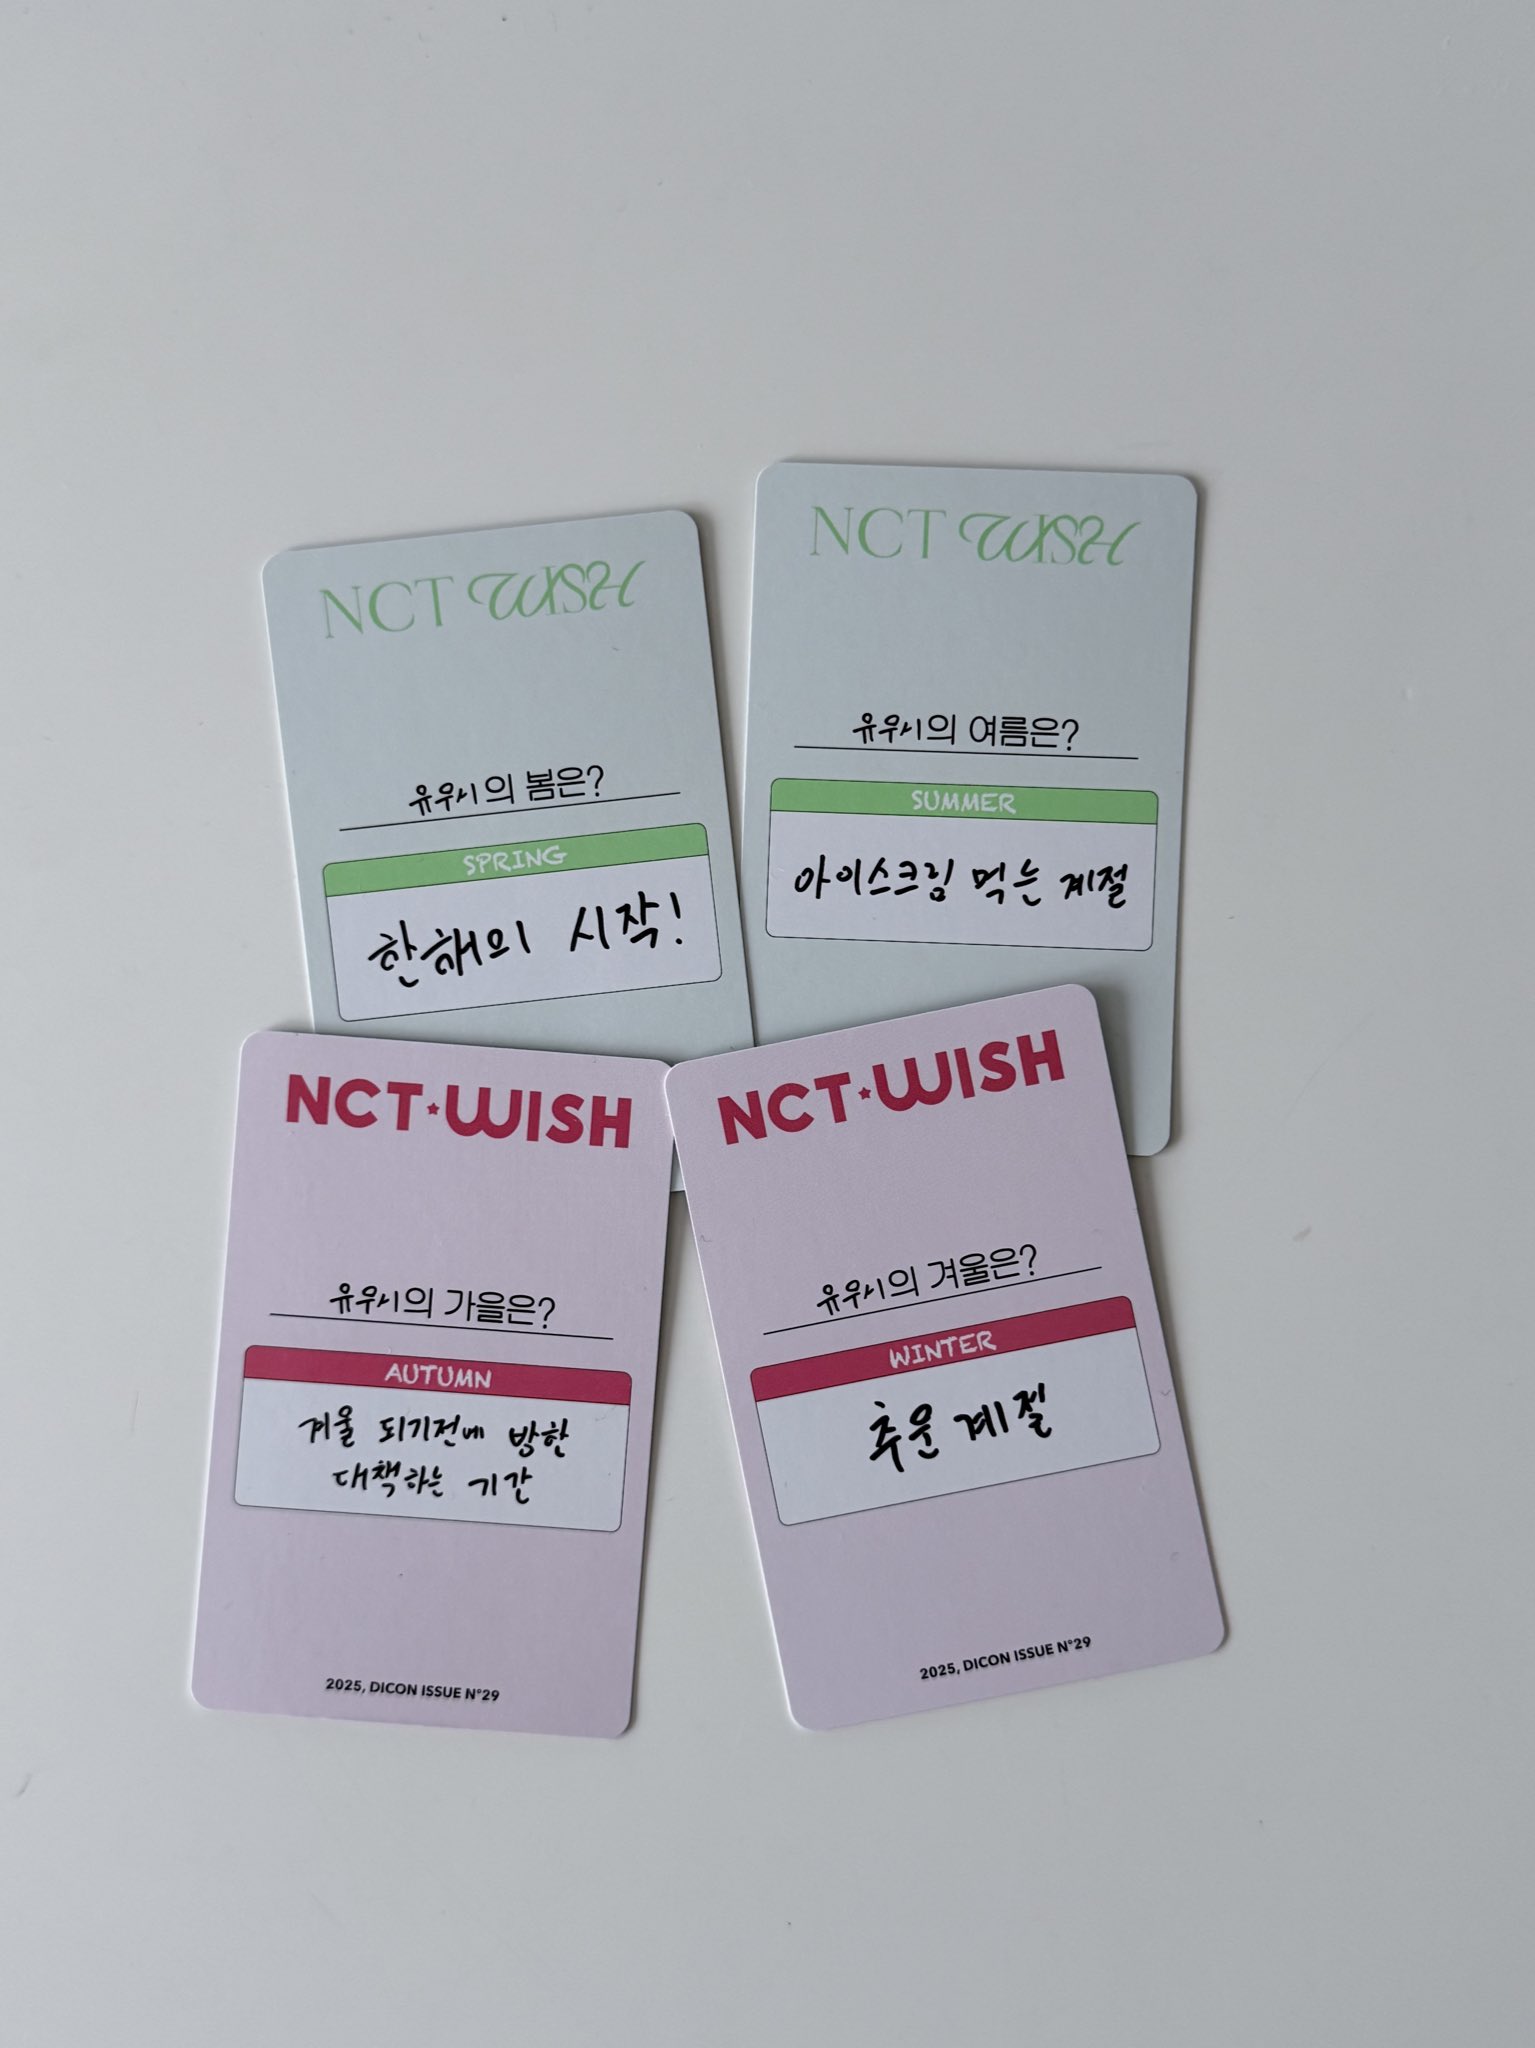 NCT WISH
유우시의 봄은?
SPRING
한해의 시작!
NCT WISH
유우시의 여름은?
SUMMER
아이스크림 먹는 계절
NCT★WISH
유우시의 가을은?
AUTUMN
겨울 되기전에 방한
대책하는 기간
2025, DICON ISSUE N°29
NCT★WISH
유우시의 겨울은?
WINTER
추운 계절
2025, DICON ISSUE N°29